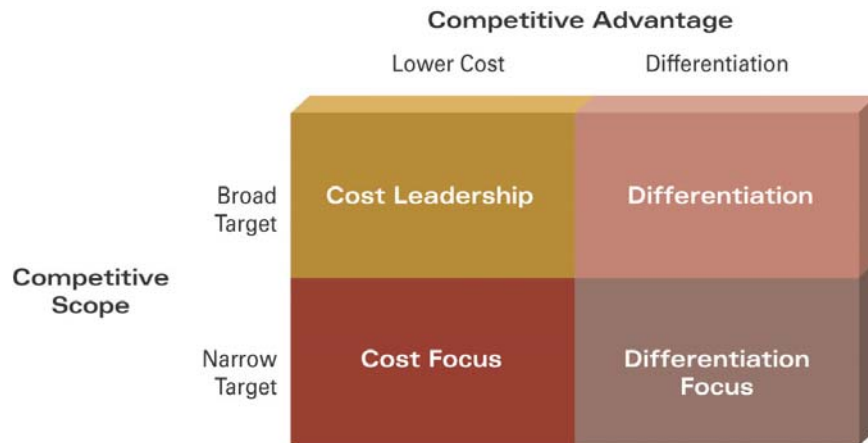 Competitive Advantage
Lower Cost
Differentiation
Broad
Target
Cost Leadership
Differentiation
Competitive
Scope
Narrow
Target
Cost Focus
Differentiation
Focus